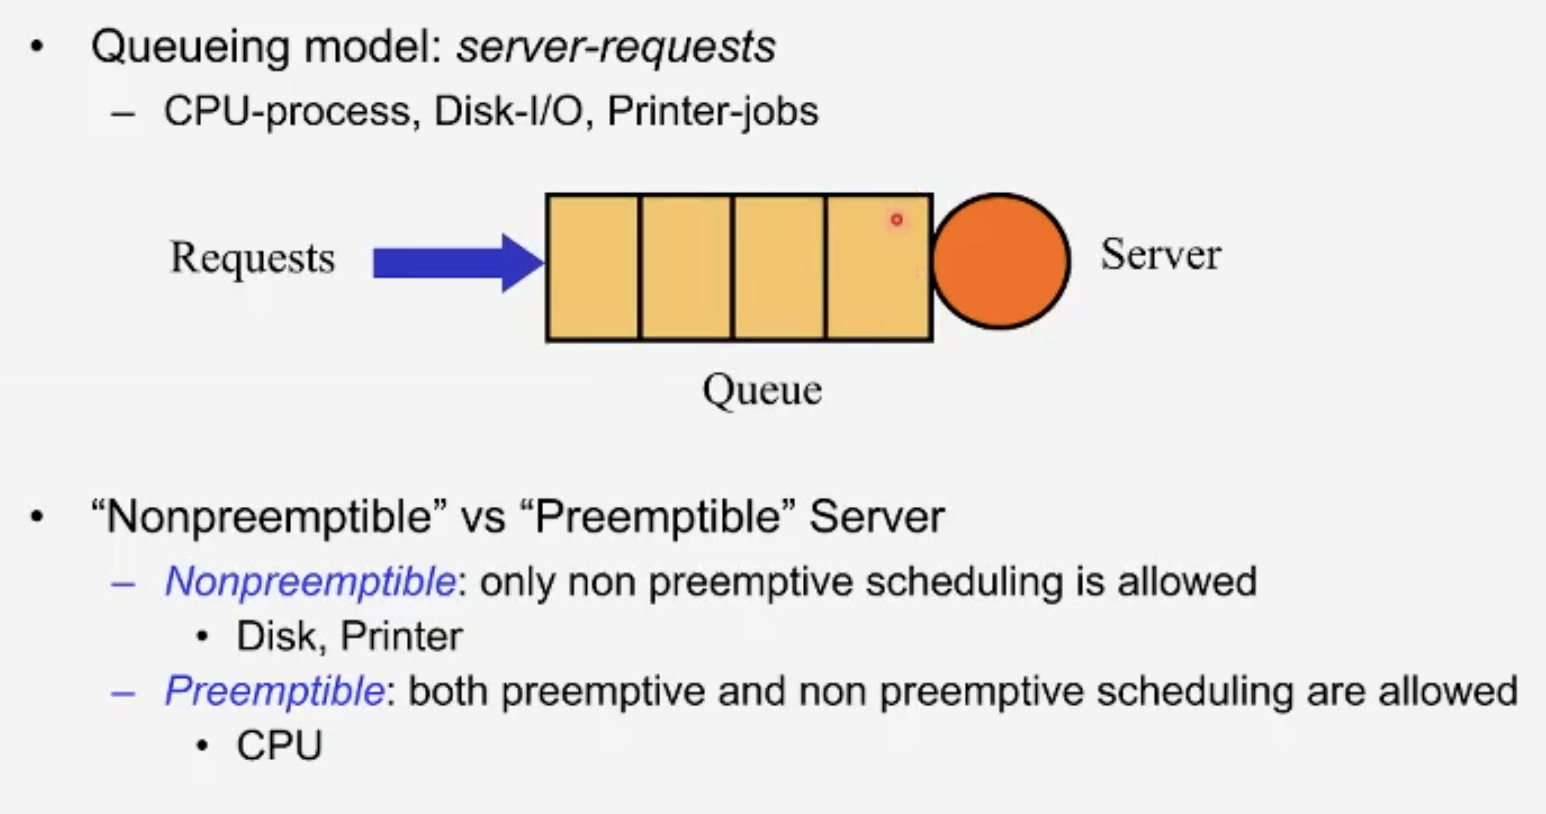 • Queueing model: server-requests
– CPU-process, Disk-I/O, Printer-jobs
Requests
Server
Queue
• “Nonpreemptible” vs “Preemptible” Server
– Nonpreemptible: only non preemptive scheduling is allowed
• Disk, Printer
– Preemptible: both preemptive and non preemptive scheduling are allowed
• CPU